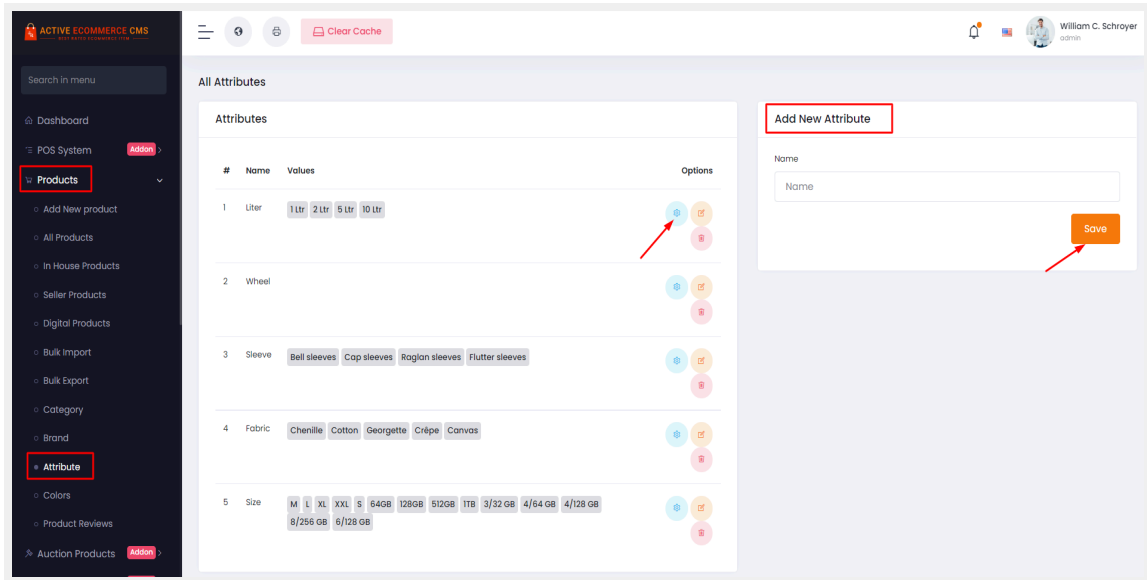 ACTIVE ECOMMERCE CMS
BEST RATED ECOMMERCE ITEM
Search in menu
Dashboard
POS System Addon
Products
Add New product
All Products
In House Products
Seller Products
Digital Products
Bulk Import
Bulk Export
Category
Brand
Attribute
Colors
Product Reviews
Auction Products Addon
Clear Cache
William C. Schroyer
admin
All Attributes
Attributes
# Name Values Options
1 Liter 1 Ltr 2 Ltr 5 Ltr 10 Ltr
2 Wheel
3 Sleeve Bell sleeves Cap sleeves Raglan sleeves Flutter sleeves
4 Fabric Chenille Cotton Georgette Crêpe Canvas
5 Size M L XL XXL S 64GB 128GB 512GB 1TB 3/32 GB 4/64 GB 4/128 GB
8/256 GB 6/128 GB
Add New Attribute
Name
Name
Save